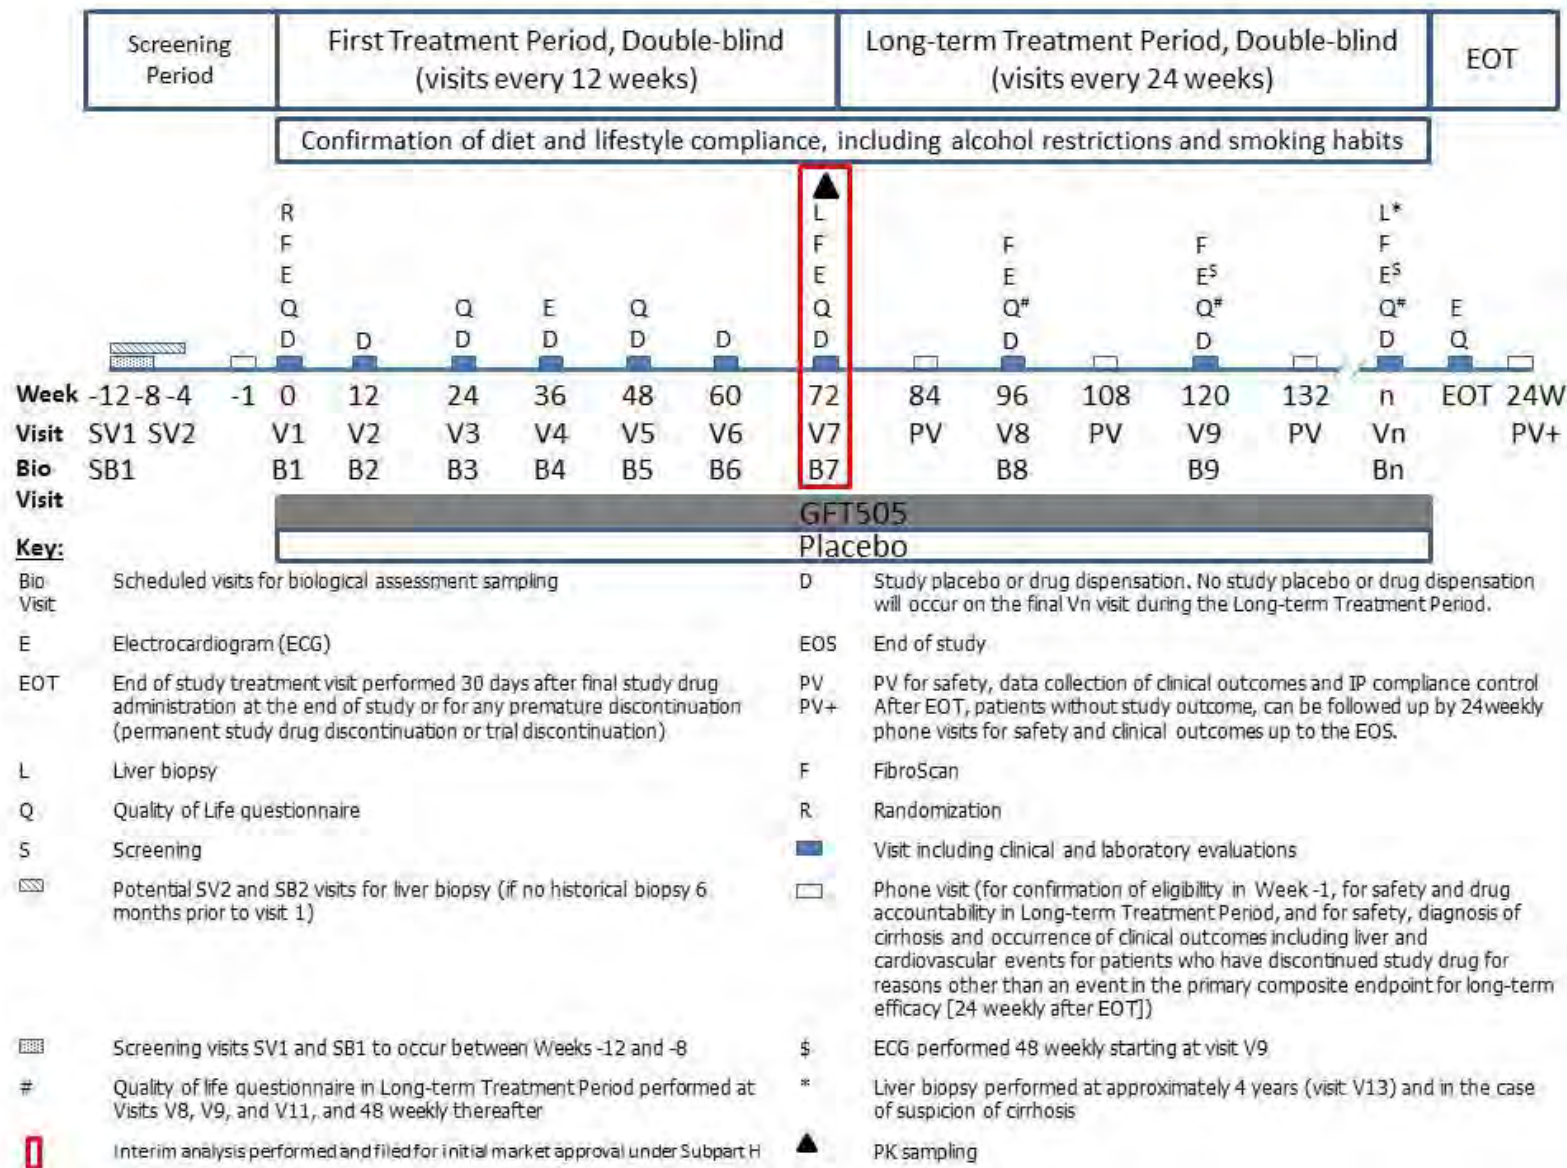 Screening
Period
First Treatment Period, Double-blind
(visits every 12 weeks)
Long-term Treatment Period, Double-blind
(visits every 24 weeks)
EOT
Confirmation of diet and lifestyle compliance, including alcohol restrictions and smoking habits
R L L*
F F F F F
E E E E$ E$
Q Q E Q Q Q# Q# Q# E
D D D D D D D D D D Q
Week -12 -8 -4 -1 0 12 24 36 48 60 72 84 96 108 120 132 n EOT 24W
Visit SV1 SV2 V1 V2 V3 V4 V5 V6 V7 PV V8 PV V9 PV Vn PV+
Bio SB1 B1 B2 B3 B4 B5 B6 B7 B8 B9 Bn
Visit
GFT505
Placebo
Key:
Bio Visit Scheduled visits for biological assessment sampling
D Study placebo or drug dispensation. No study placebo or drug dispensation
will occur on the final Vn visit during the Long-term Treatment Period.
E Electrocardiogram (ECG)
EOS End of study
EOT End of study treatment visit performed 30 days after final study drug
administration at the end of study or for any premature discontinuation
(permanent study drug discontinuation or trial discontinuation)
PV PV for safety, data collection of clinical outcomes and IP compliance control
PV+ After EOT, patients without study outcome, can be followed up by 24weekly
phone visits for safety and clinical outcomes up to the EOS.
L Liver biopsy
F FibroScan
Q Quality of Life questionnaire
R Randomization
S Screening
Visit including clinical and laboratory evaluations
Potential SV2 and SB2 visits for liver biopsy (if no historical biopsy 6
months prior to visit 1)
Phone visit (for confirmation of eligibility in Week -1, for safety and drug
accountability in Long-term Treatment Period, and for safety, diagnosis of
cirrhosis and occurrence of clinical outcomes including liver and
cardiovascular events for patients who have discontinued study drug for
reasons other than an event in the primary composite endpoint for long-term
efficacy [24 weekly after EOT])
Screening visits SV1 and SB1 to occur between Weeks -12 and -8
$ ECG performed 48 weekly starting at visit V9
# Quality of life questionnaire in Long-term Treatment Period performed at
Visits V8, V9, and V11, and 48 weekly thereafter
* Liver biopsy performed at approximately 4 years (visit V13) and in the case
of suspicion of cirrhosis
Interim analysis performed and filed for initial market approval under Subpart H
PK sampling